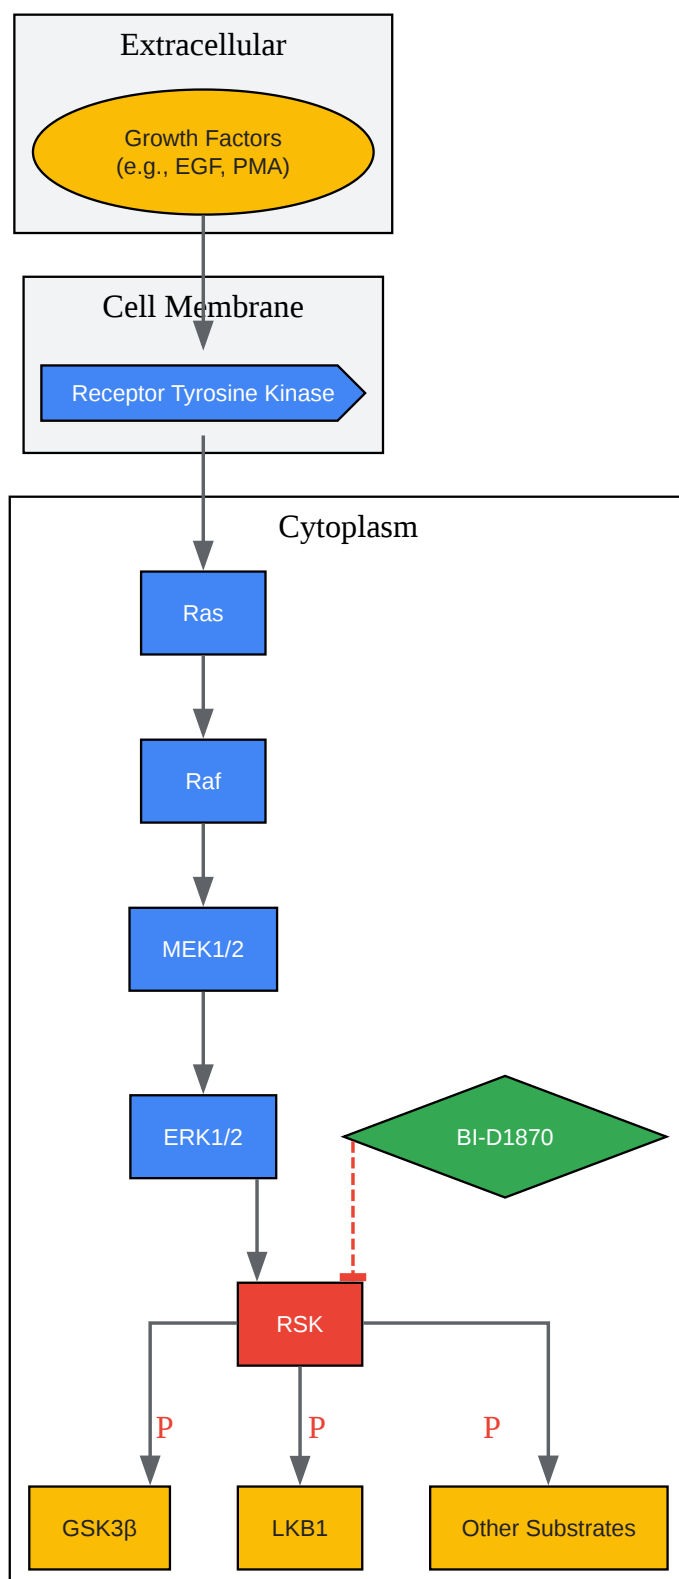 Extracellular
Growth Factors
(e.g., EGF, PMA)
Cell Membrane
Receptor Tyrosine Kinase
Cytoplasm
Ras
Raf
MEK1/2
ERK1/2
BI-D1870
RSK
P
P
P
GSK3β
LKB1
Other Substrates